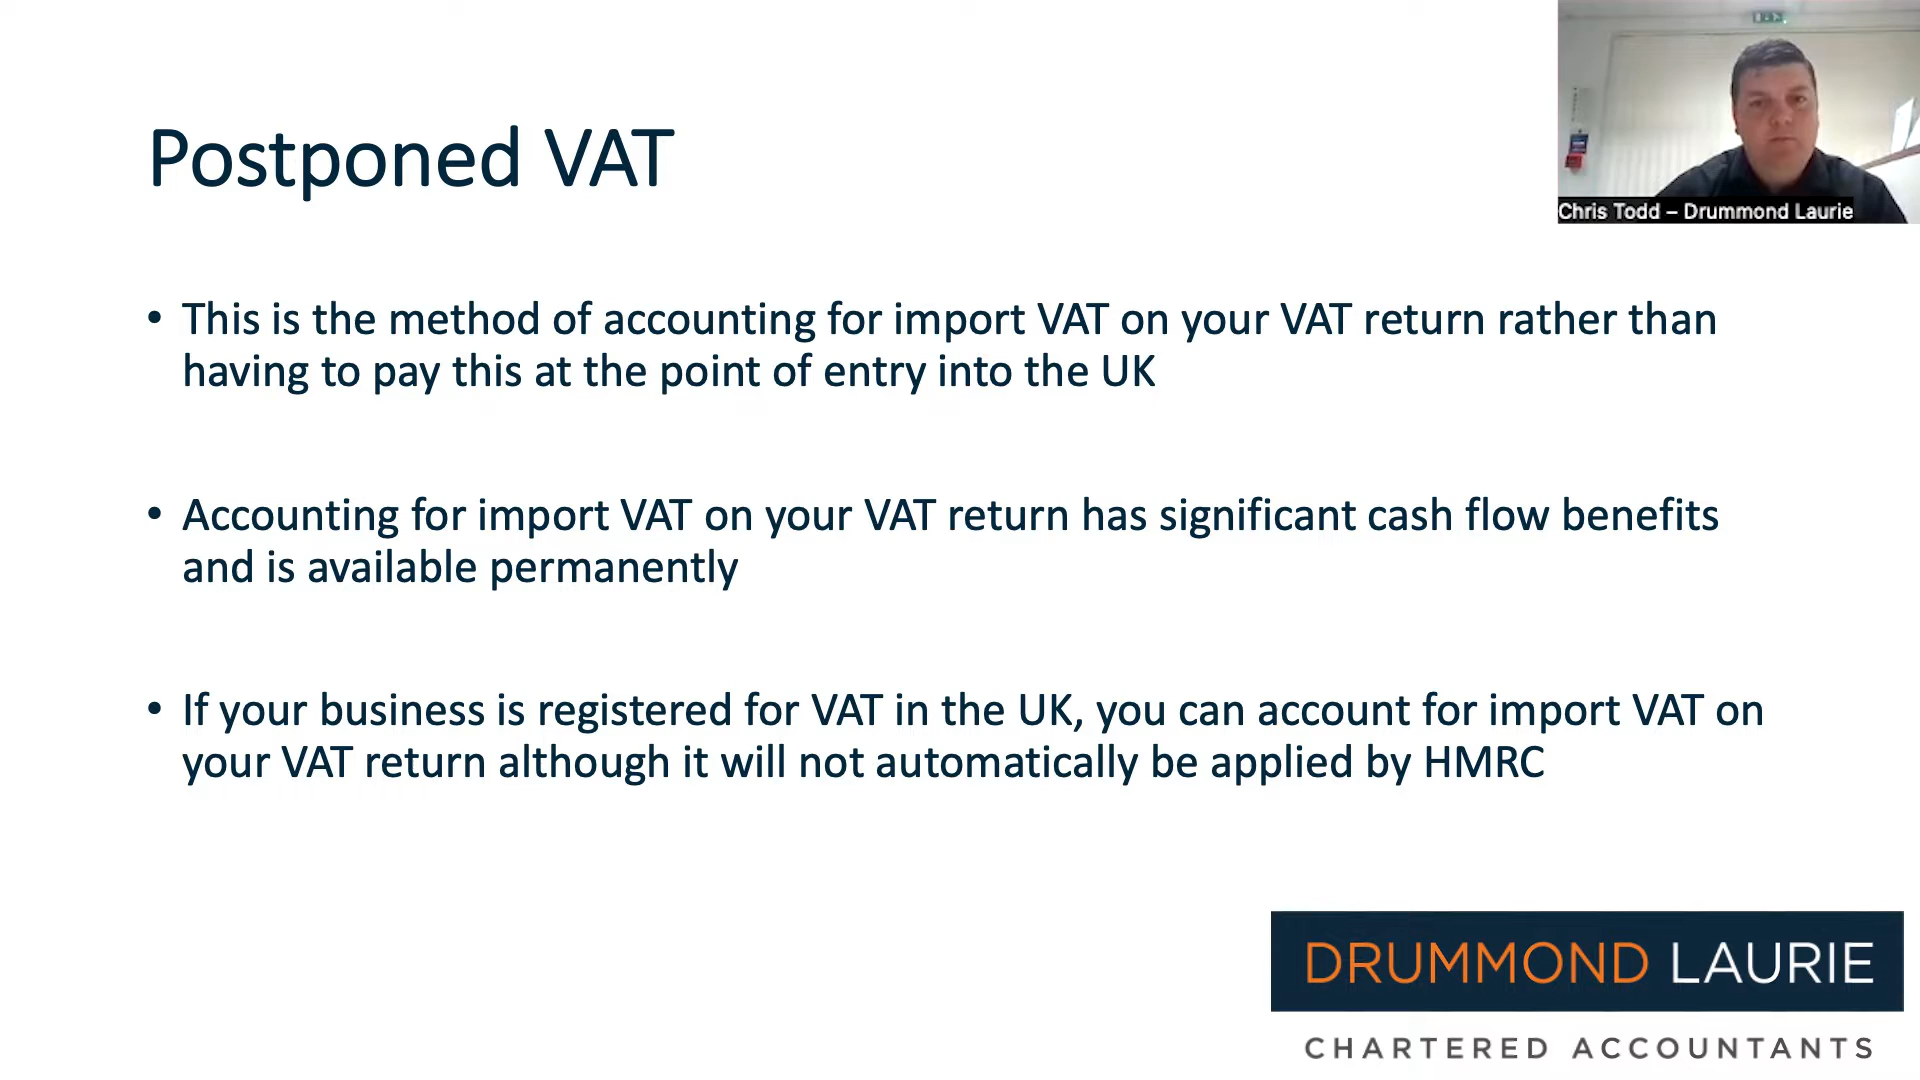 Postponed VAT
Chris Todd – Drummond Laurie
• This is the method of accounting for import VAT on your VAT return rather than
having to pay this at the point of entry into the UK
• Accounting for import VAT on your VAT return has significant cash flow benefits
and is available permanently
• If your business is registered for VAT in the UK, you can account for import VAT on
your VAT return although it will not automatically be applied by HMRC
DRUMMOND LAURIE
CHARTERED ACCOUNTANTS